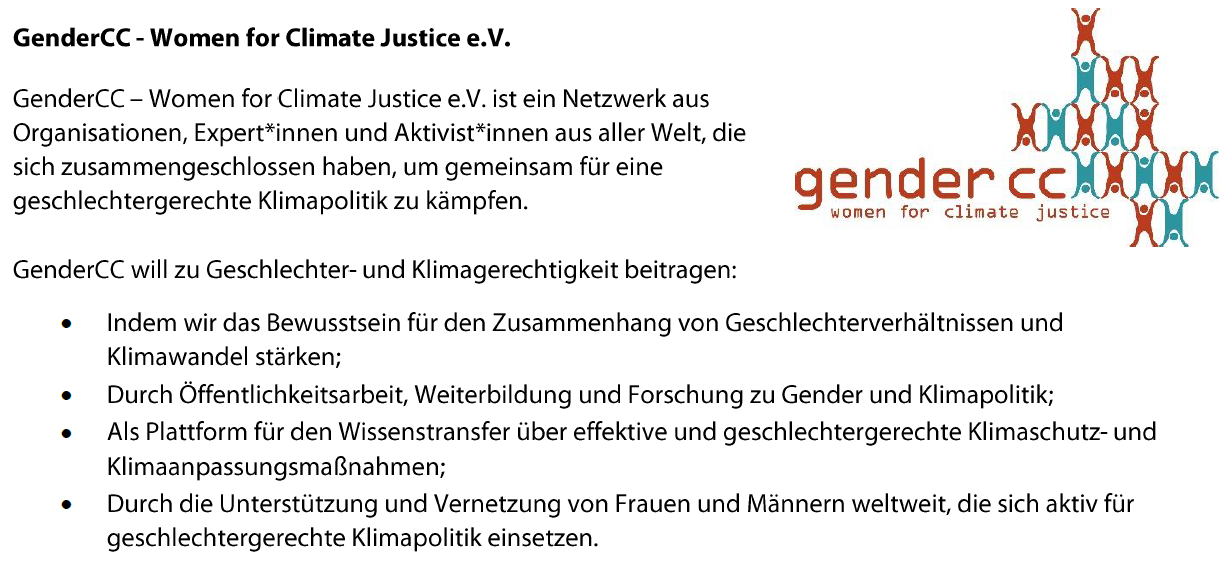 GenderCC - Women for Climate Justice e.V.
GenderCC – Women for Climate Justice e.V. ist ein Netzwerk aus
Organisationen, Expert*innen und Aktivist*innen aus aller Welt, die
sich zusammengeschlossen haben, um gemeinsam für eine
geschlechtergerechte Klimapolitik zu kämpfen.
gender cc
women for climate justice
GenderCC will zu Geschlechter- und Klimagerechtigkeit beitragen:
• Indem wir das Bewusstsein für den Zusammenhang von Geschlechterverhältnissen und
Klimawandel stärken;
• Durch Öffentlichkeitsarbeit, Weiterbildung und Forschung zu Gender und Klimapolitik;
• Als Plattform für den Wissenstransfer über effektive und geschlechtergerechte Klimaschutz- und
Klimaanpassungsmaßnahmen;
• Durch die Unterstützung und Vernetzung von Frauen und Männern weltweit, die sich aktiv für
geschlechtergerechte Klimapolitik einsetzen.